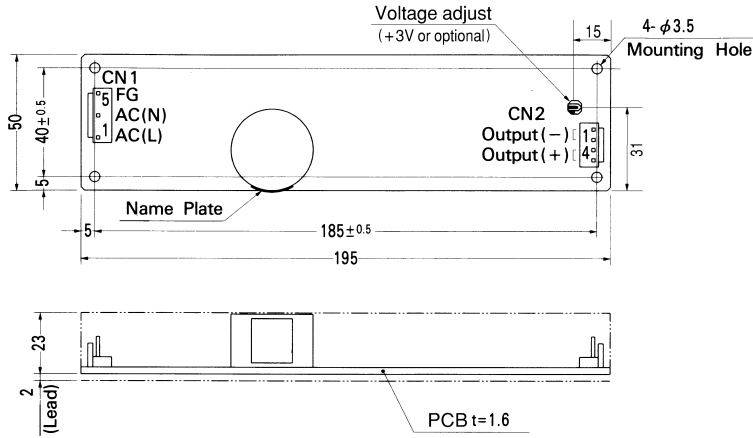 Voltage adjust
(+3V or optional)
15
4-ϕ3.5
Mounting Hole
CN1
5 FG
AC(N)
1 AC(L)
CN2
Output(−) 1
Output(+) 4
50
40±0.5
5
31
Name Plate
5
185±0.5
195
23
2
(Lead)
PCB t=1.6